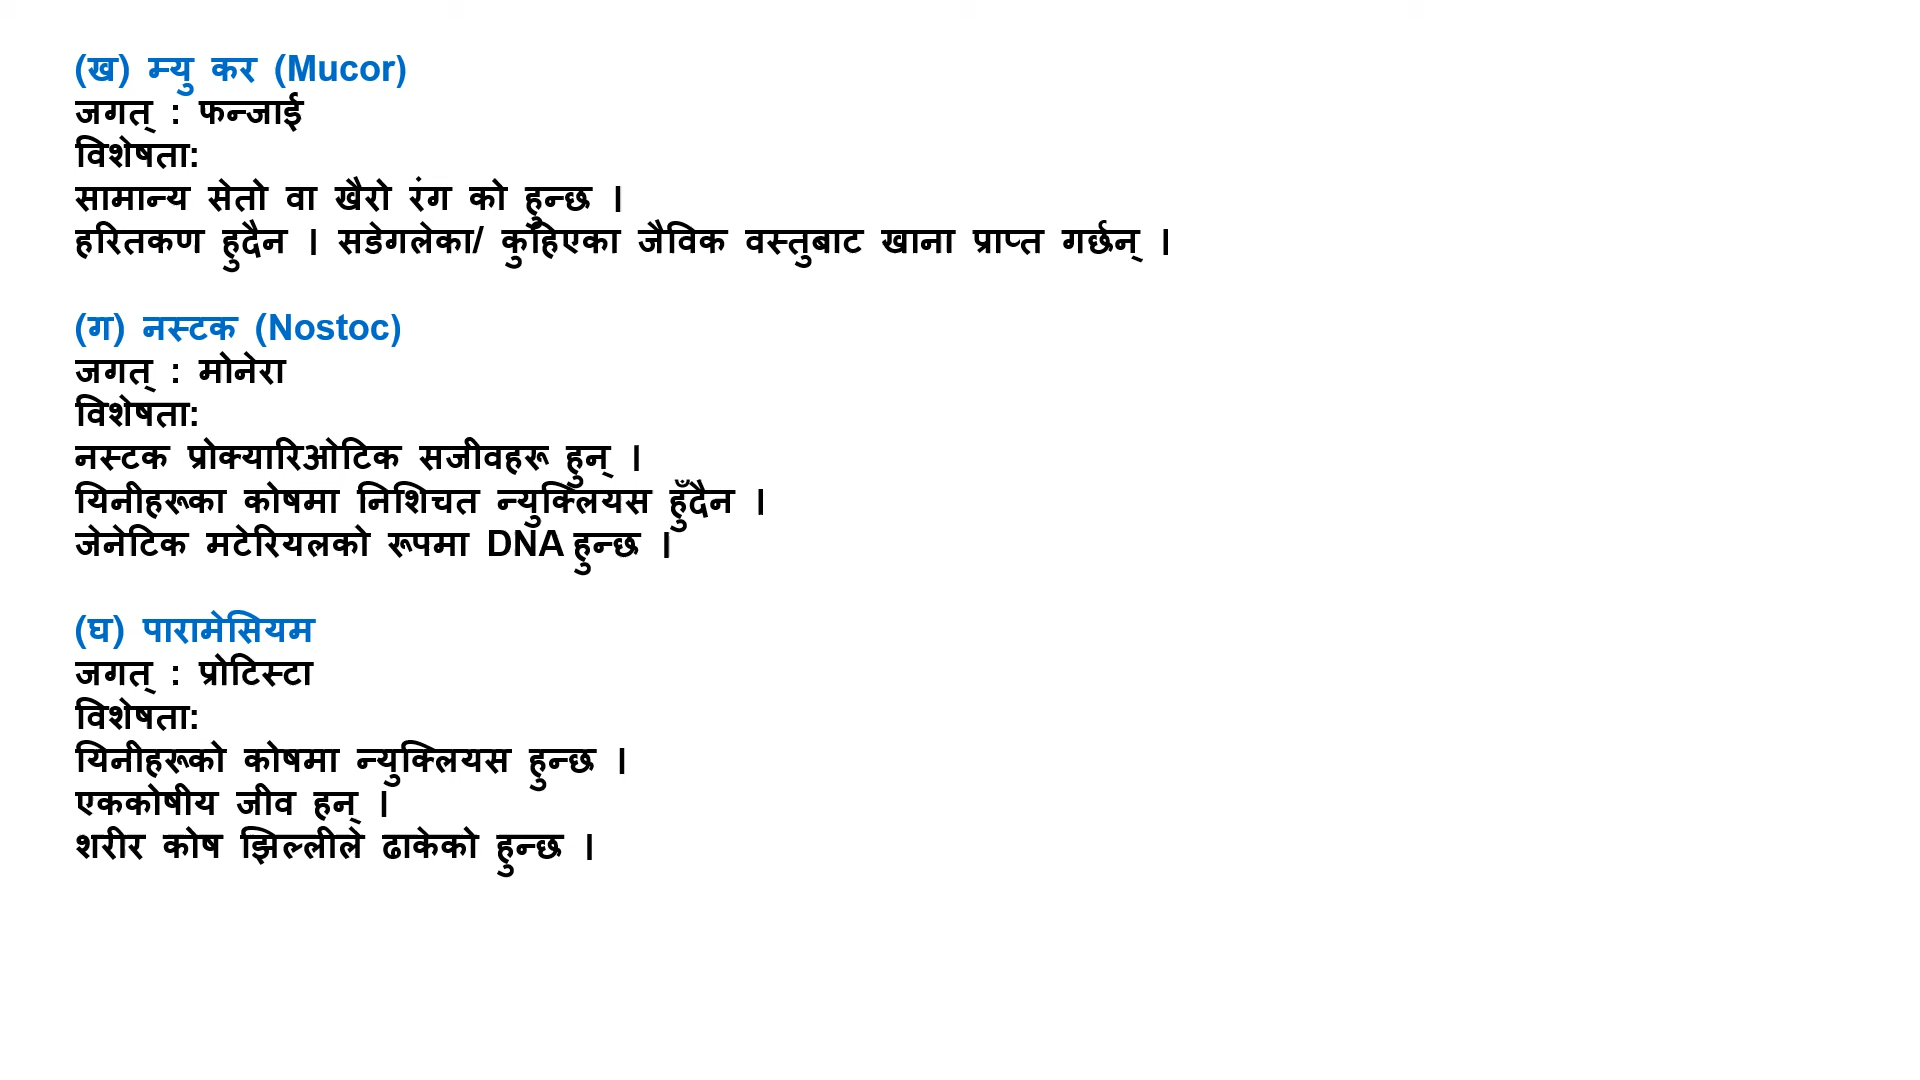 (ख) म्यु कर (Mucor)
जगत् : फन्जाई
विशेषता:
सामान्य सेतो वा खैरो रंग को हुन्छ ।
हरितकण हुदैन । सडेगलेका/ कुहिएका जैविक वस्तुबाट खाना प्राप्त गर्छन् ।
(ग) नस्टक (Nostoc)
जगत् : मोनेरा
विशेषता:
नस्टक प्रोक्यारिओटिक सजीवहरू हुन् ।
यिनीहरूका कोषमा निशिचत न्युक्लियस हुँदैन ।
जेनेटिक मटेरियलको रूपमा DNA हुन्छ ।
(घ) पारामेसियम
जगत् : प्रोटिस्टा
विशेषता:
यिनीहरूको कोषमा न्युक्लियस हुन्छ ।
एककोषीय जीव हन् ।
शरीर कोष झिल्लीले ढाकेको हुन्छ ।